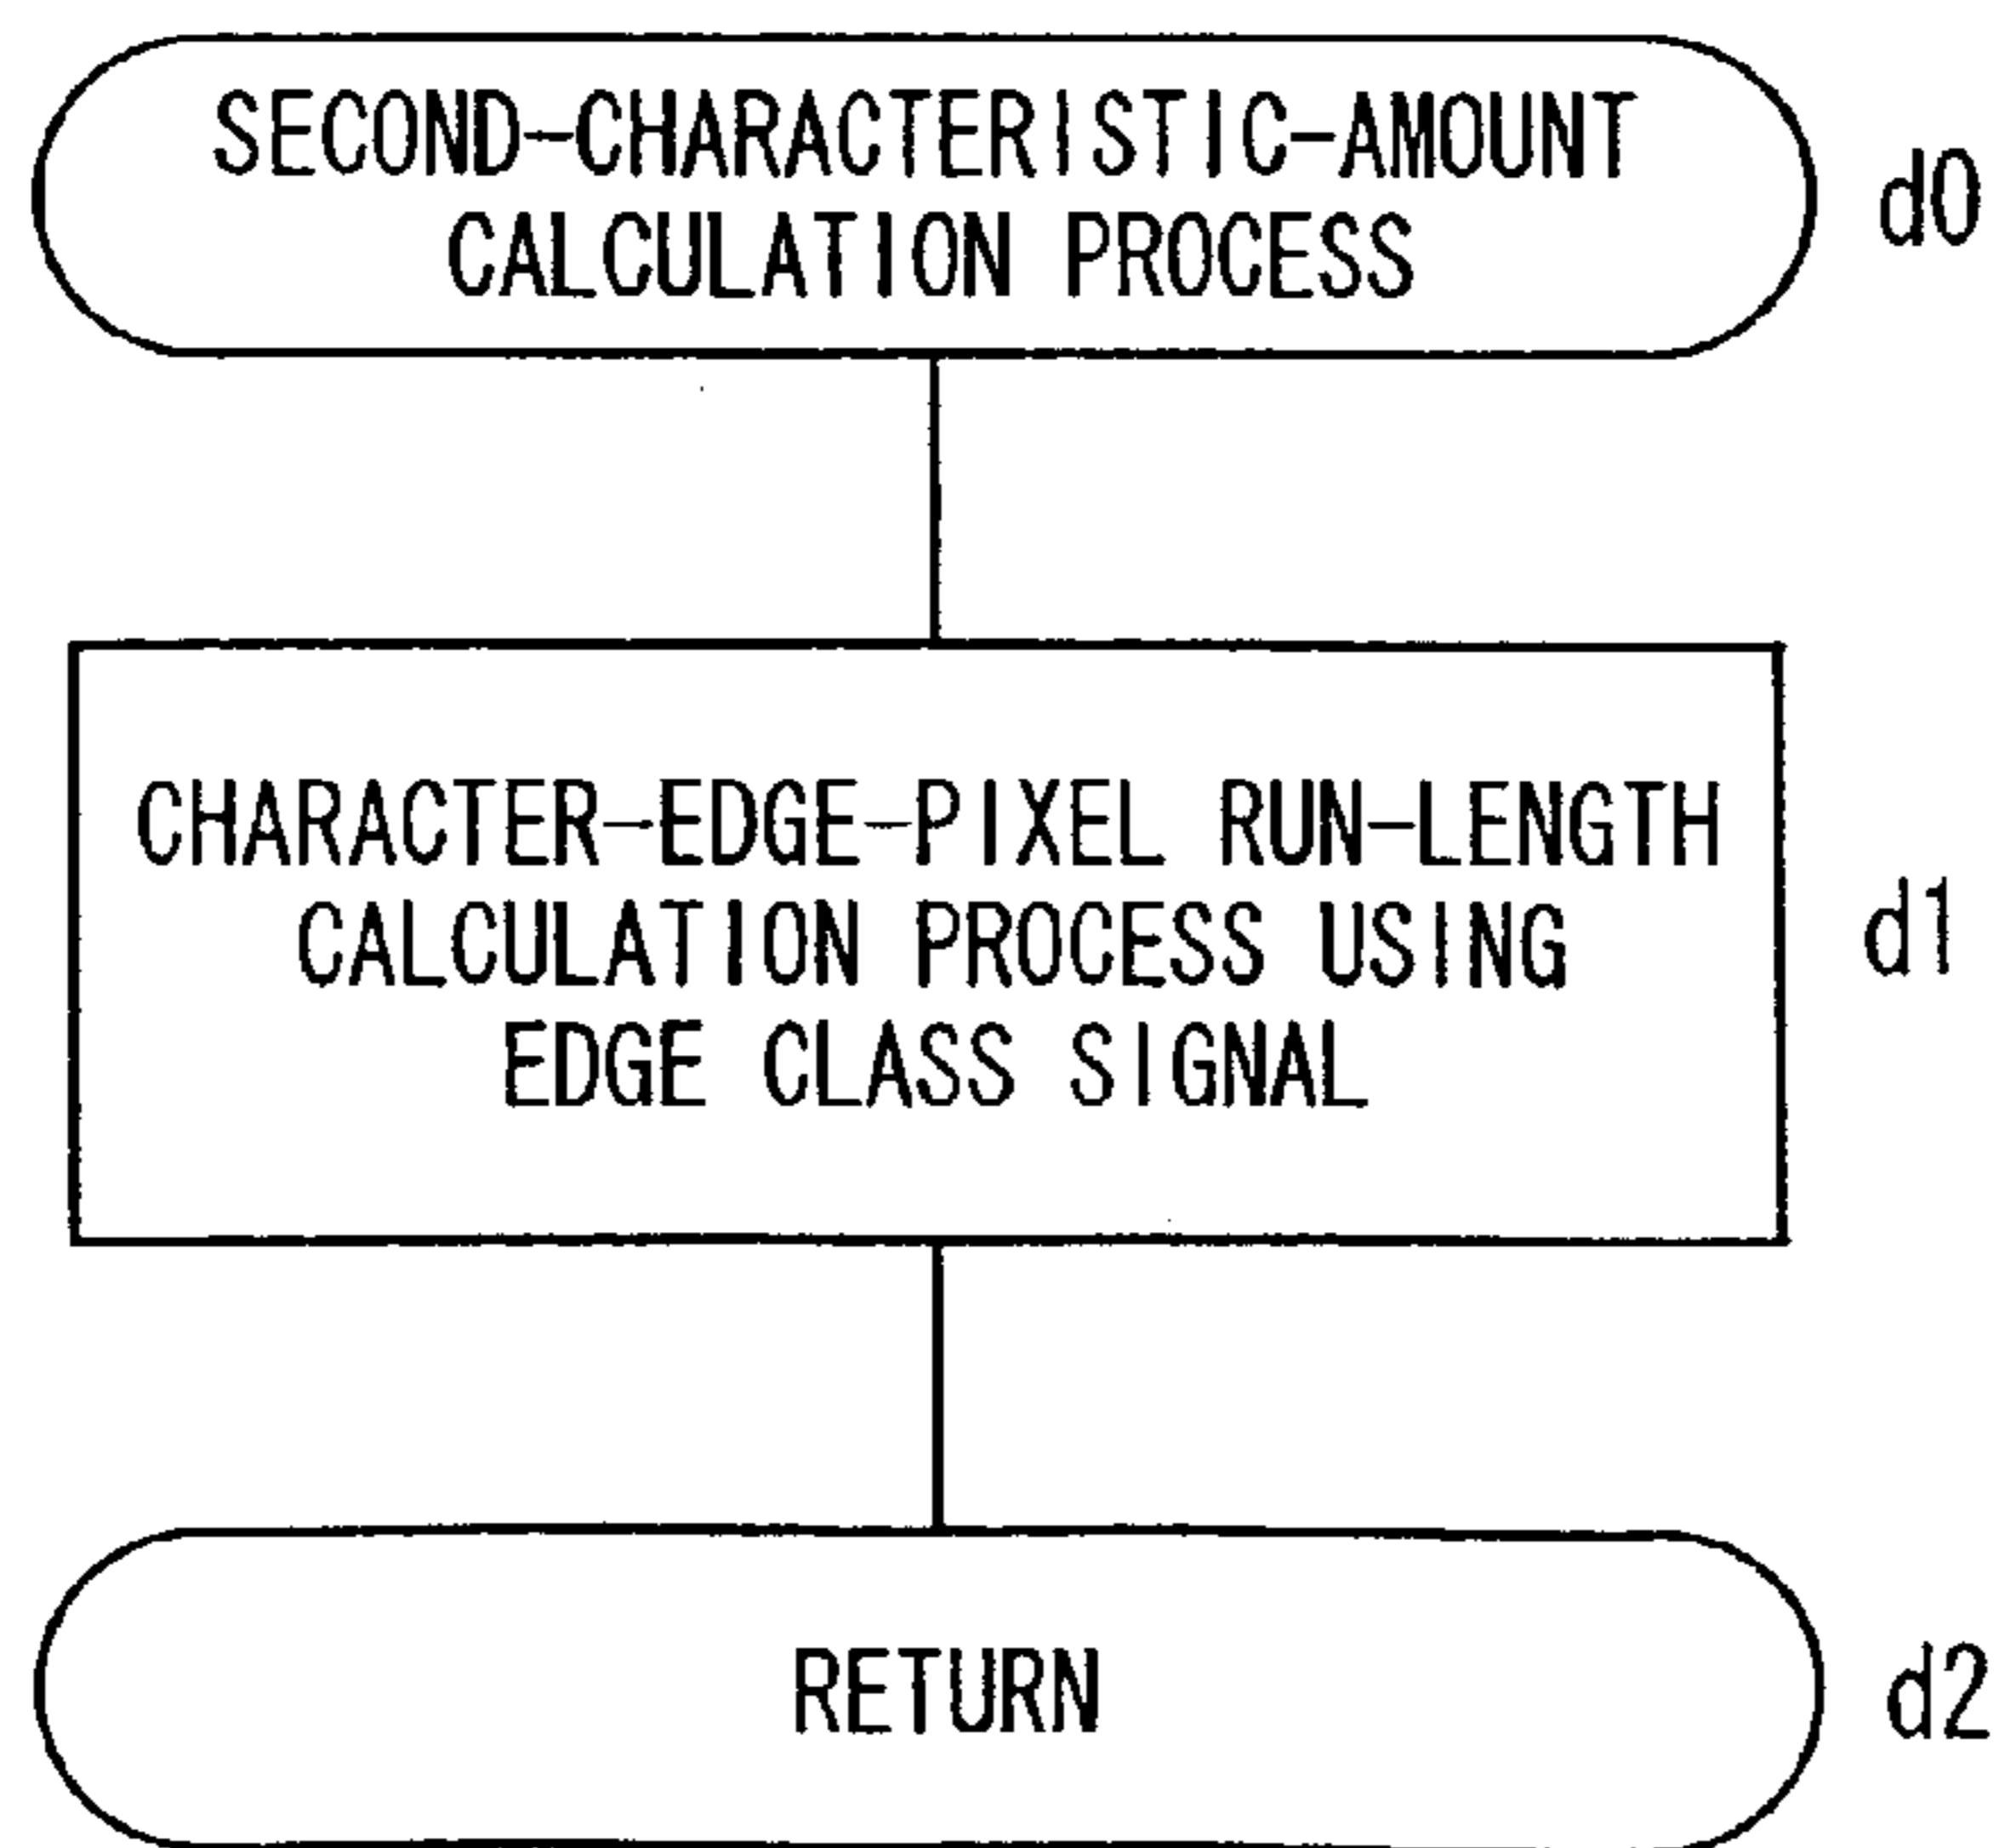 SECOND-CHARACTERISTIC-AMOUNT
CALCULATION PROCESS
d0
CHARACTER-EDGE-PIXEL RUN-LENGTH
CALCULATION PROCESS USING
EDGE CLASS SIGNAL
d1
RETURN
d2